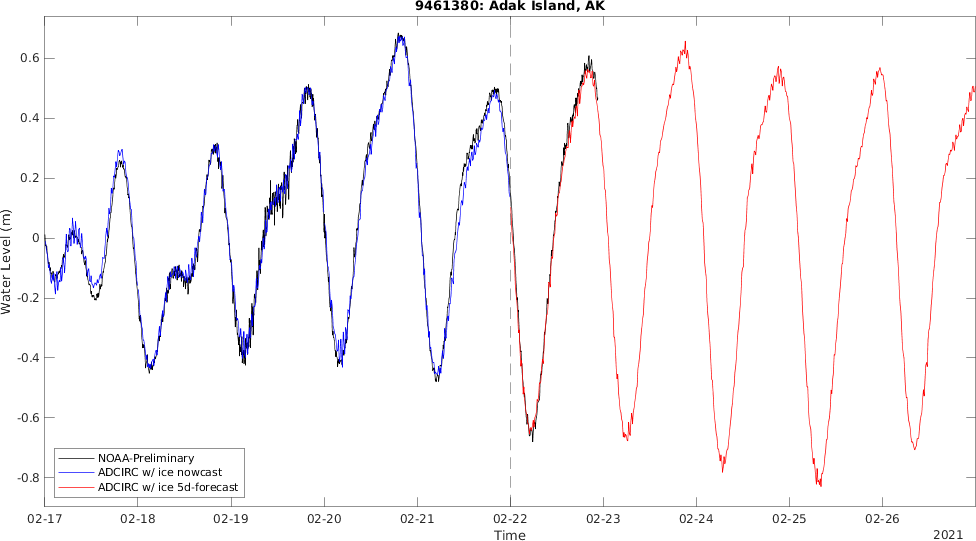 9461380: Adak Island, AK
Water Level (m)
0.6
0.4
0.2
0
-0.2
-0.4
-0.6
-0.8
NOAA-Preliminary
ADCIRC w/ ice nowcast
ADCIRC w/ ice 5d-forecast
02-17 02-18 02-19 02-20 02-21 02-22 02-23 02-24 02-25 02-26
Time
2021